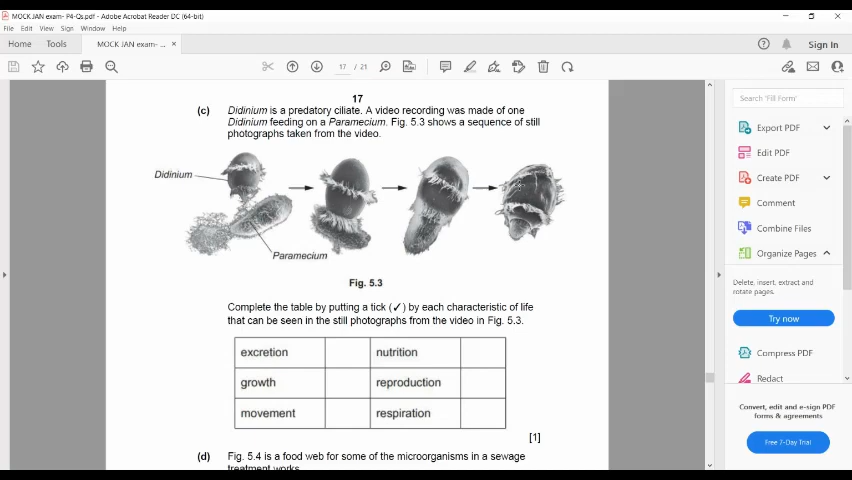 MOCK JAN exam- P4-Qs.pdf - Adobe Acrobat Reader DC (64-bit)
File Edit View Sign Window Help
Home Tools MOCK JAN exam- ... × Sign In
17 / 21
17
(c) Didinium is a predatory ciliate. A video recording was made of one
Didinium feeding on a Paramecium. Fig. 5.3 shows a sequence of still
photographs taken from the video.
Didinium
Paramecium
Fig. 5.3
Complete the table by putting a tick (✓) by each characteristic of life
that can be seen in the still photographs from the video in Fig. 5.3.
excretion nutrition
growth reproduction
movement respiration
[1]
(d) Fig. 5.4 is a food web for some of the microorganisms in a sewage
treatment works.
Search 'Fill Form'
Export PDF
Edit PDF
Create PDF
Comment
Combine Files
Organize Pages
Delete, insert, extract and
rotate pages.
Try now
Compress PDF
Redact
Convert, edit and e-sign PDF
forms & agreements
Free 7-Day Trial